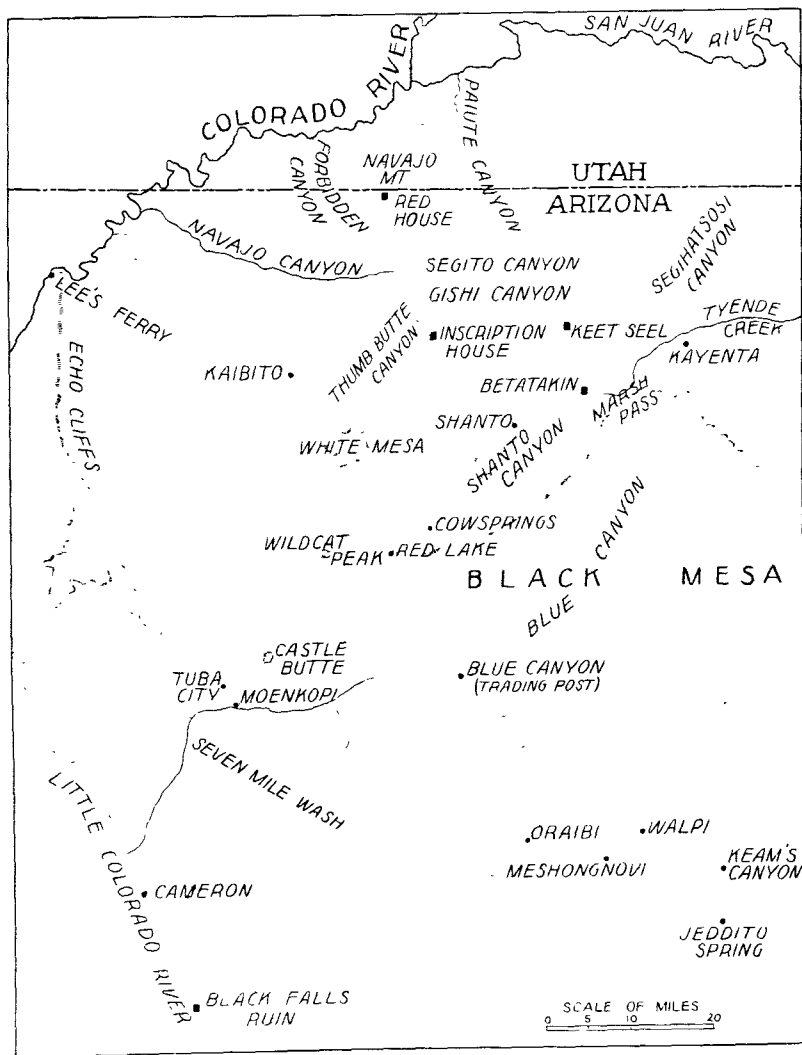 SAN JUAN RIVER
COLORADO RIVER
PAIUTE CANYON
FORBIDDEN
CANYON
NAVAJO
MT
UTAH
ARIZONA
RED
HOUSE
NAVAJO CANYON
SEGIHATSOSI
CANYON
SEGITO CANYON
GISHI CANYON
LEE'S FERRY
TYENDE
CREEK
THUMB BUTTE
CANYON
INSCRIPTION
HOUSE
KEET SEEL
KAYENTA
ECHO CLIFFS
KAIBITO
BETATAKIN
MARSH
PASS
SHANTO
SHANTO
CANYON
WHITE MESA
COWSPRINGS
WILDCAT
PEAK
RED LAKE
BLUE CANYON
BLACK MESA
CASTLE
BUTTE
TUBA
CITY
MOENKOPI
BLUE CANYON
(TRADING POST)
SEVEN MILE WASH
LITTLE COLORADO RIVER
ORAIBI
WALPI
MESHONGNOVI
KEAM'S
CANYON
CAMERON
JEDDITO
SPRING
BLACK FALLS
RUIN
SCALE OF MILES
0 5 10 20